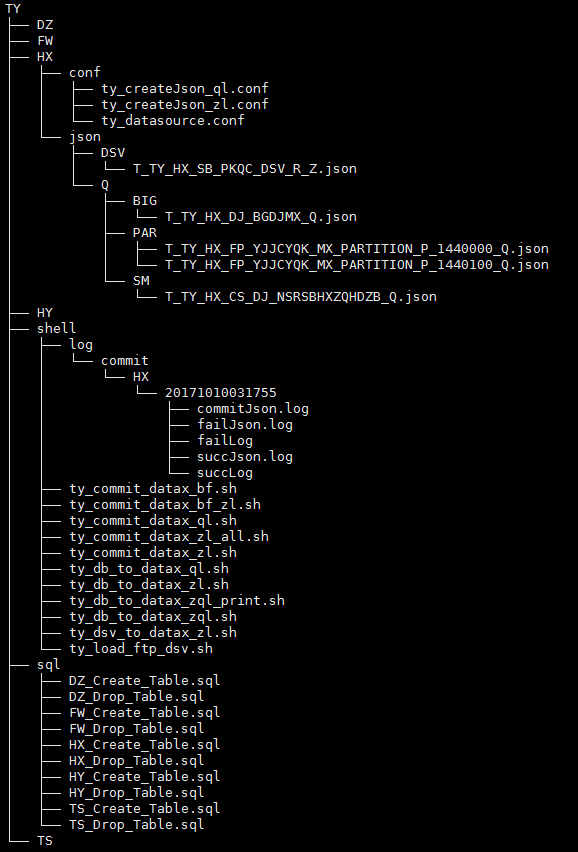 TY
├── DZ
├── FW
├── HX
│   ├── conf
│   │   ├── ty_createJson_ql.conf
│   │   ├── ty_createJson_zl.conf
│   │   └── ty_datasource.conf
│   └── json
│       ├── DSV
│       │   └── T_TY_HX_SB_PKQC_DSV_R_Z.json
│       └── Q
│           ├── BIG
│           │   └── T_TY_HX_DJ_BGDJMX_Q.json
│           ├── PAR
│           │   ├── T_TY_HX_FP_YJJCYQK_MX_PARTITION_P_1440000_Q.json
│           │   └── T_TY_HX_FP_YJJCYQK_MX_PARTITION_P_1440100_Q.json
│           └── SM
│               └── T_TY_HX_CS_DJ_NSRSBHXZQHDZB_Q.json
├── HY
├── shell
│   ├── log
│   │   └── commit
│   │       └── HX
│   │           └── 20171010031755
│   │               ├── commitJson.log
│   │               ├── failJson.log
│   │               ├── failLog
│   │               ├── succJson.log
│   │               └── succLog
│   ├── ty_commit_datax_bf.sh
│   ├── ty_commit_datax_bf_zl.sh
│   ├── ty_commit_datax_ql.sh
│   ├── ty_commit_datax_zl_all.sh
│   ├── ty_commit_datax_zl.sh
│   ├── ty_db_to_datax_ql.sh
│   ├── ty_db_to_datax_zl.sh
│   ├── ty_db_to_datax_zql_print.sh
│   ├── ty_db_to_datax_zql.sh
│   ├── ty_dsv_to_datax_zl.sh
│   └── ty_load_ftp_dsv.sh
├── sql
│   ├── DZ_Create_Table.sql
│   ├── DZ_Drop_Table.sql
│   ├── FW_Create_Table.sql
│   ├── FW_Drop_Table.sql
│   ├── HX_Create_Table.sql
│   ├── HX_Drop_Table.sql
│   ├── HY_Create_Table.sql
│   ├── HY_Drop_Table.sql
│   ├── TS_Create_Table.sql
│   └── TS_Drop_Table.sql
└── TS